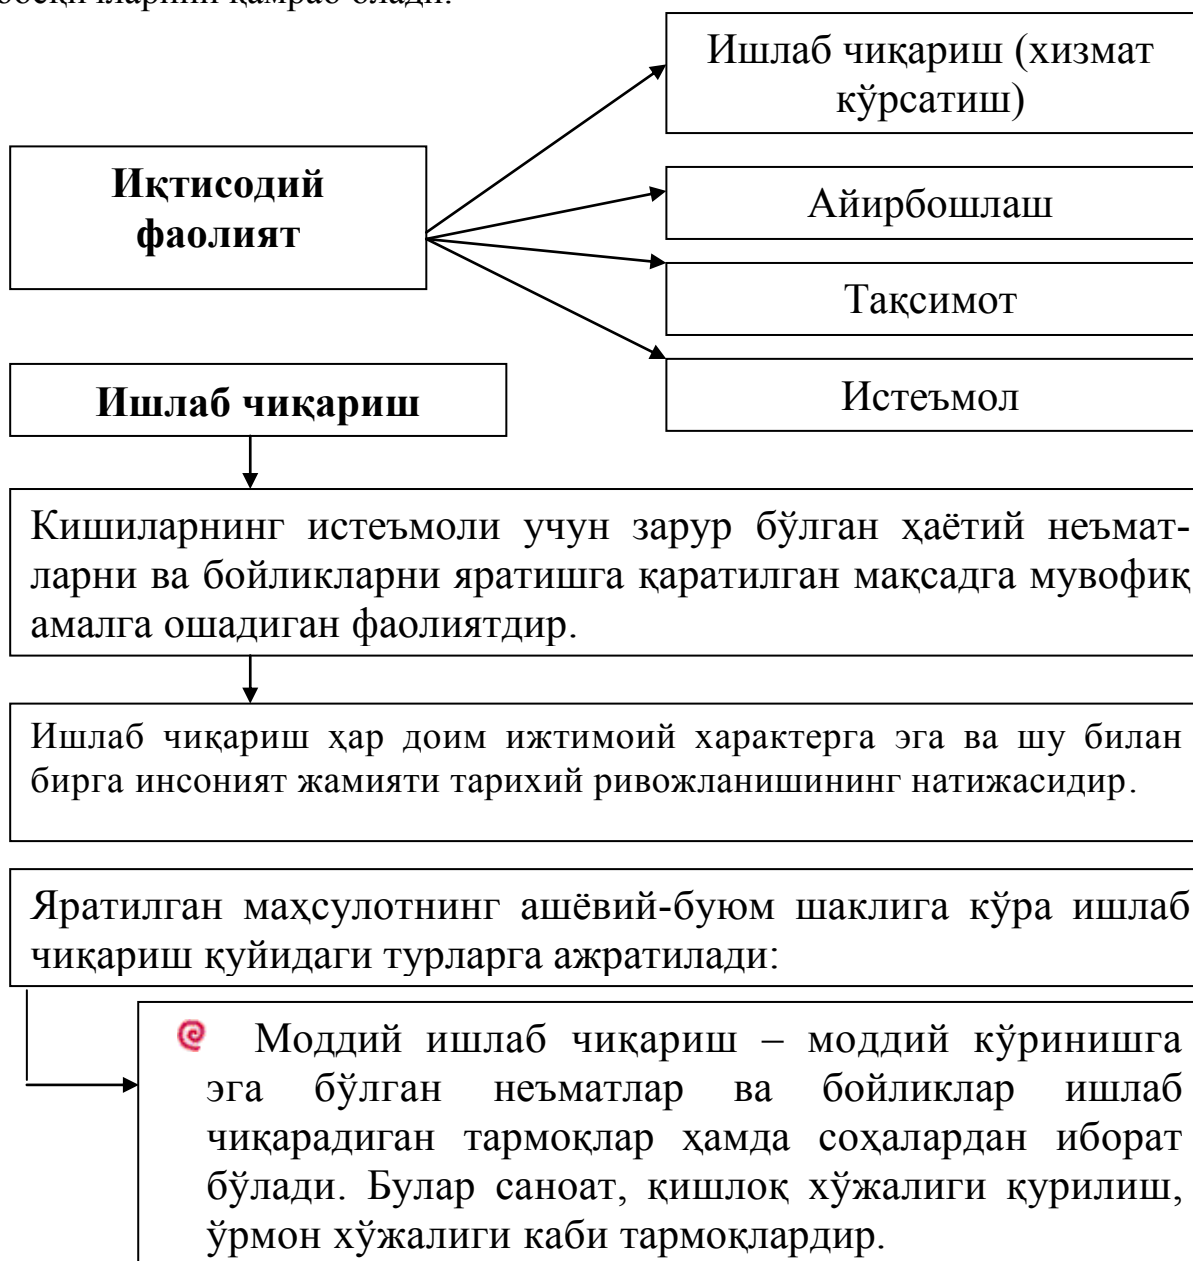 Ишлаб чиқариш (хизмат
кўрсатиш)
Иқтисодий
фаолият
Айирбошлаш
Тақсимот
Истеъмол
Ишлаб чиқариш
Кишиларнинг истеъмоли учун зарур бўлган ҳаётий неъмат-
ларни ва бойликларни яратишга қаратилган мақсадга мувофиқ
амалга ошадиган фаолиятдир.
Ишлаб чиқариш ҳар доим ижтимоий характерга эга ва шу билан
бирга инсоният жамияти тарихий ривожланишининг натижасидир.
Яратилган маҳсулотнинг ашёвий-буюм шаклига кўра ишлаб
чиқариш қуйидаги турларга ажратилади:
Моддий ишлаб чиқариш – моддий кўринишга
эга бўлган неъматлар ва бойликлар ишлаб
чиқарадиган тармоқлар ҳамда соҳалардан иборат
бўлади. Булар саноат, қишлоқ хўжалиги қурилиш,
ўрмон хўжалиги каби тармоқлардир.